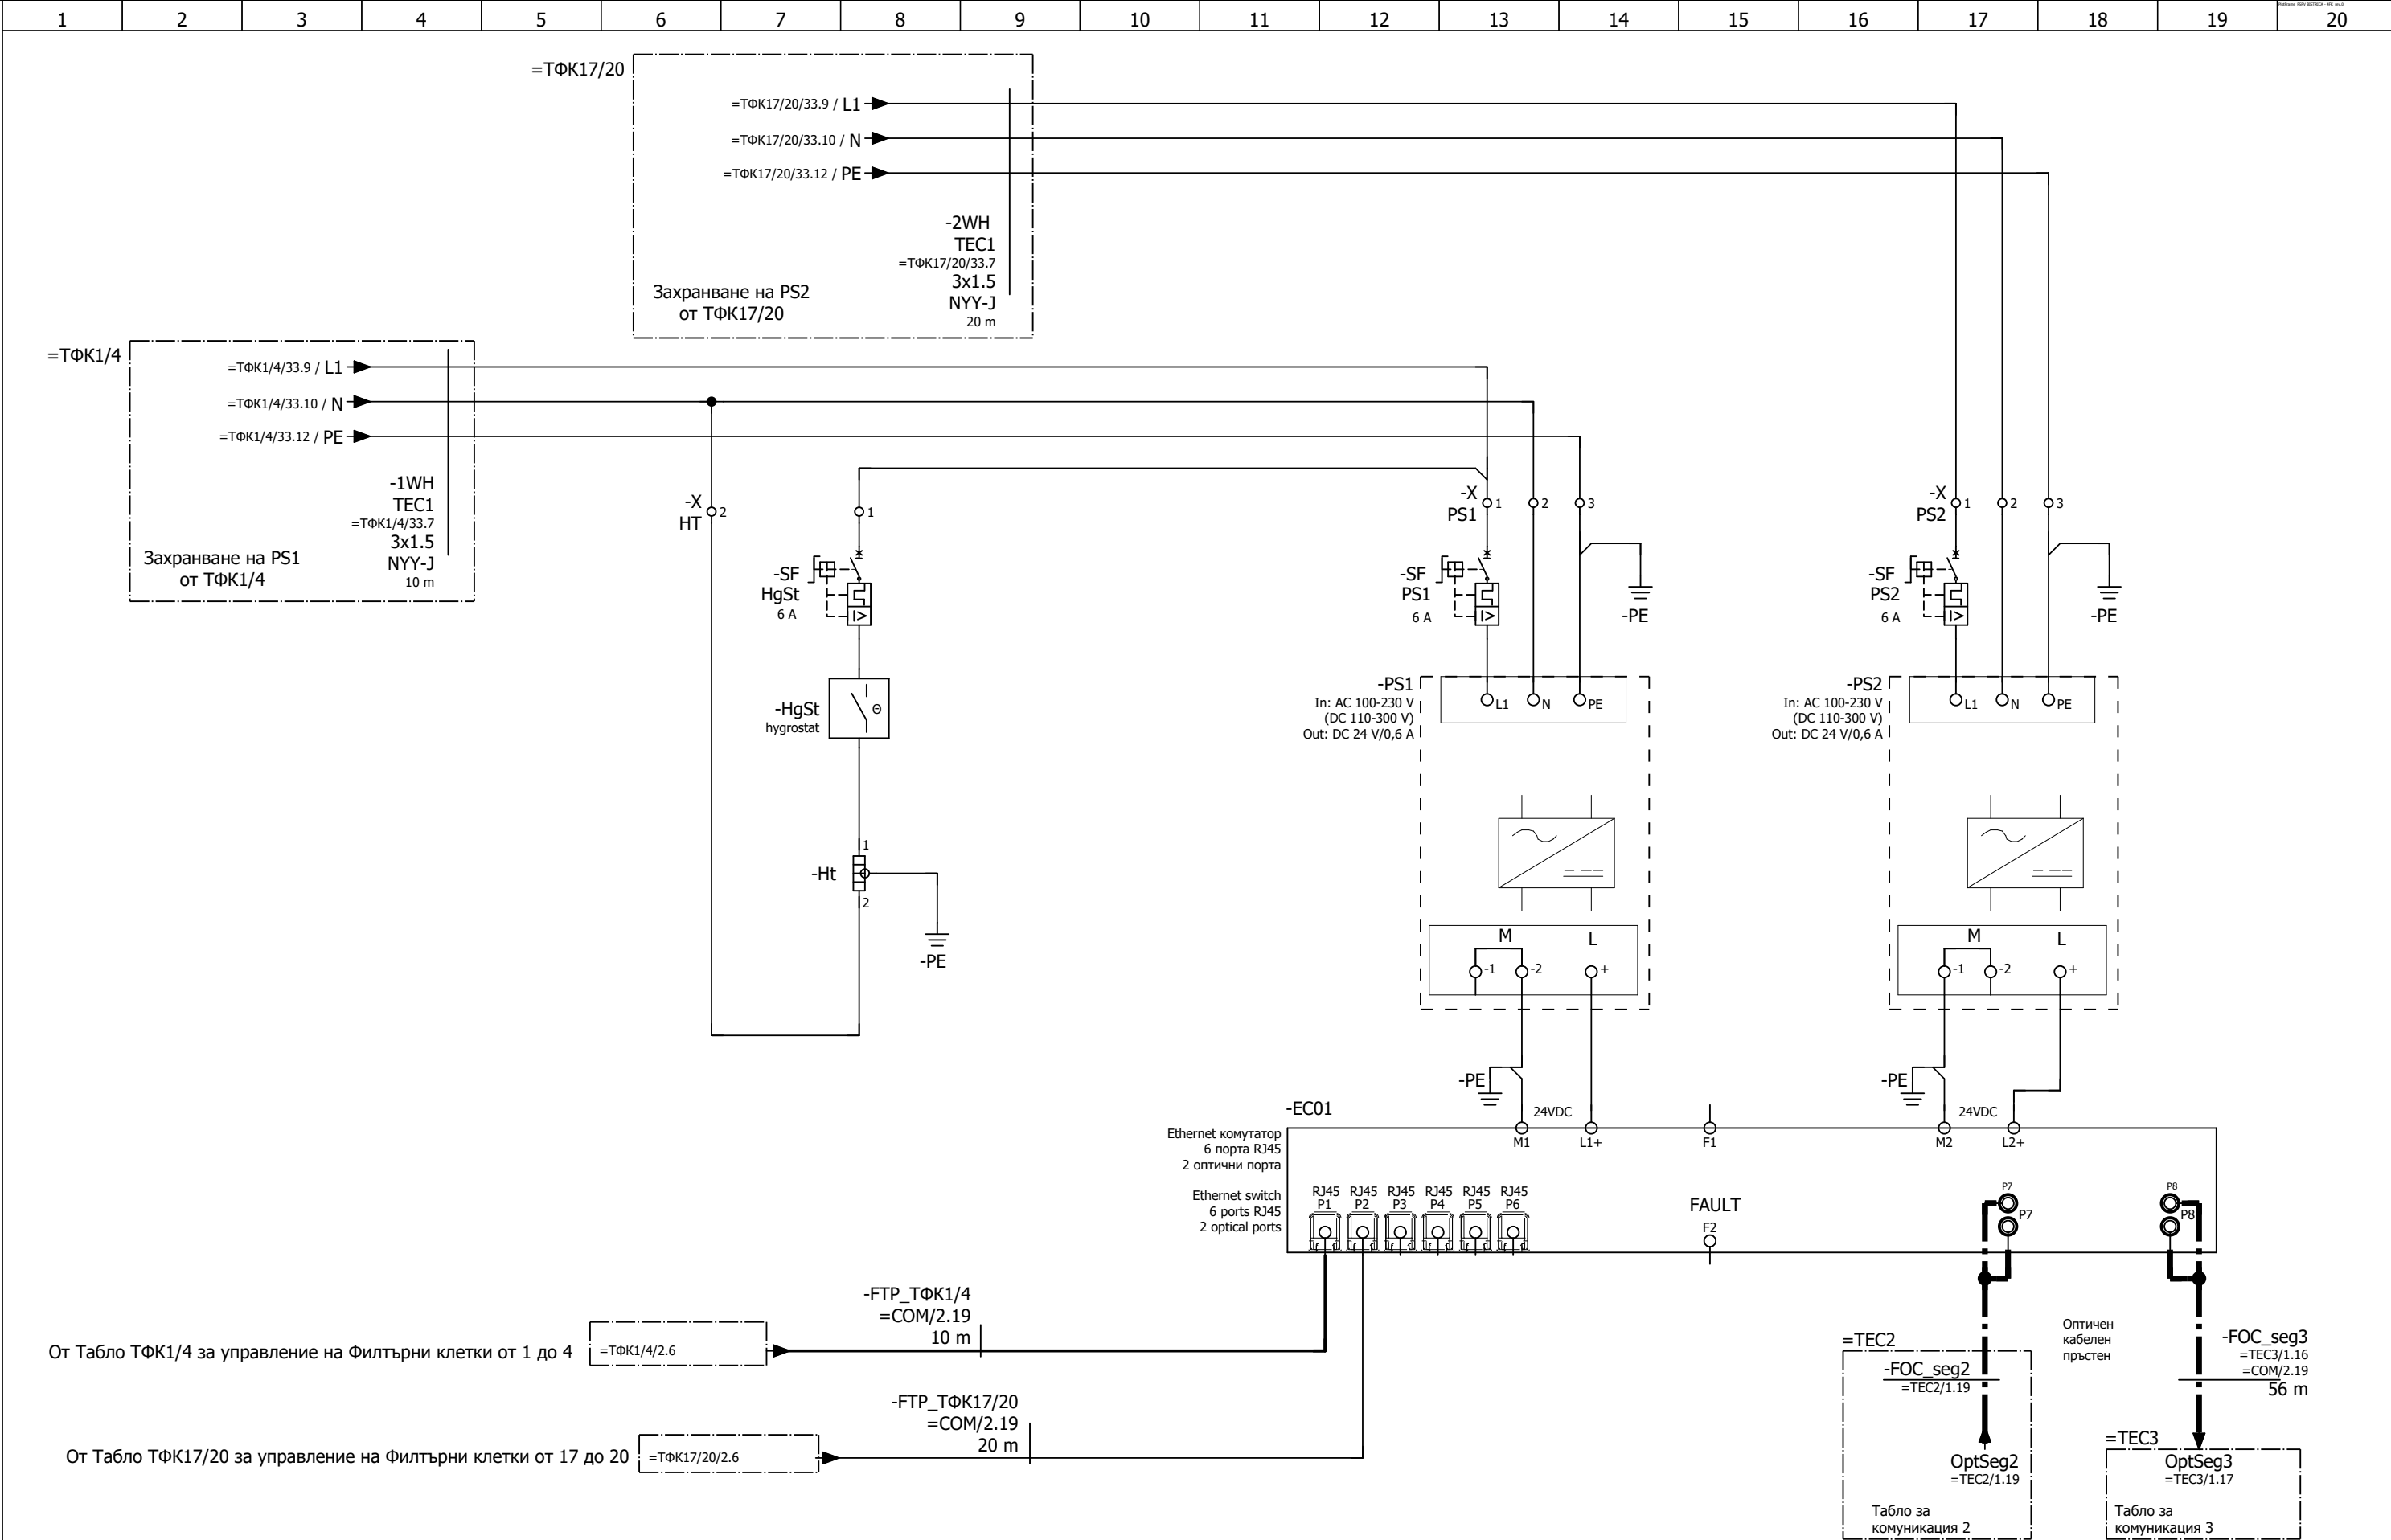 1 2 3 4 5 6 7 8 9 10 11 12 13 14 15 16 17 18 19 20
=ТФК17/20
=ТФК17/20/33.9 / L1
=ТФК17/20/33.10 / N
=ТФК17/20/33.12 / PE
-2WH
TEC1
=ТФК17/20/33.7
3x1.5
NYY-J
20 m
Захранване на PS2
от ТФК17/20
=ТФК1/4
=ТФК1/4/33.9 / L1
=ТФК1/4/33.10 / N
=ТФК1/4/33.12 / PE
-1WH
TEC1
=ТФК1/4/33.7
3x1.5
NYY-J
10 m
Захранване на PS1
от ТФК1/4
-X
HT
2
1
-SF
HgSt
6 A
I>
-HgSt
hygrostat
Θ
-Ht
1
2
-PE
-X
PS1
1
2
3
-SF
PS1
6 A
I>
-PE
-PS1
In: AC 100-230 V
(DC 110-300 V)
Out: DC 24 V/0,6 A
L1
N
PE
M
L
-1
-2
+
-PE
-X
PS2
1
2
3
-SF
PS2
6 A
I>
-PE
-PS2
In: AC 100-230 V
(DC 110-300 V)
Out: DC 24 V/0,6 A
L1
N
PE
M
L
-1
-2
+
-PE
-EC01
Ethernet комутатор
6 порта RJ45
2 оптични порта
Ethernet switch
6 ports RJ45
2 optical ports
24VDC
M1
L1+
F1
24VDC
M2
L2+
RJ45 RJ45 RJ45 RJ45 RJ45 RJ45
P1 P2 P3 P4 P5 P6
FAULT
F2
P7
P7
P8
P8
-FTP_ТФК1/4
=COM/2.19
10 m
От Табло ТФК1/4 за управление на Филтърни клетки от 1 до 4
=ТФК1/4/2.6
-FTP_ТФК17/20
=COM/2.19
20 m
От Табло ТФК17/20 за управление на Филтърни клетки от 17 до 20
=ТФК17/20/2.6
=TEC2
-FOC_seg2
=TEC2/1.19
OptSeg2
=TEC2/1.19
Табло за
комуникация 2
Оптичен
кабелен
пръстен
-FOC_seg3
=TEC3/1.16
=COM/2.19
56 m
=TEC3
OptSeg3
=TEC3/1.17
Табло за
комуникация 3